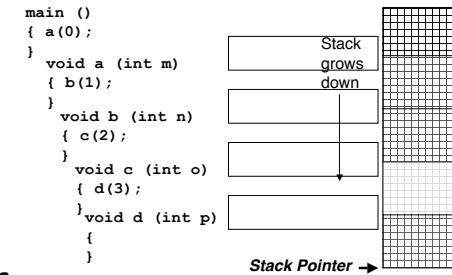 main ()
{ a(0);
}
void a (int m)
{ b(1);
}
void b (int n)
{ c(2);
}
void c (int o)
{ d(3);
}
void d (int p)
{
}
Stack
grows
down
Stack Pointer